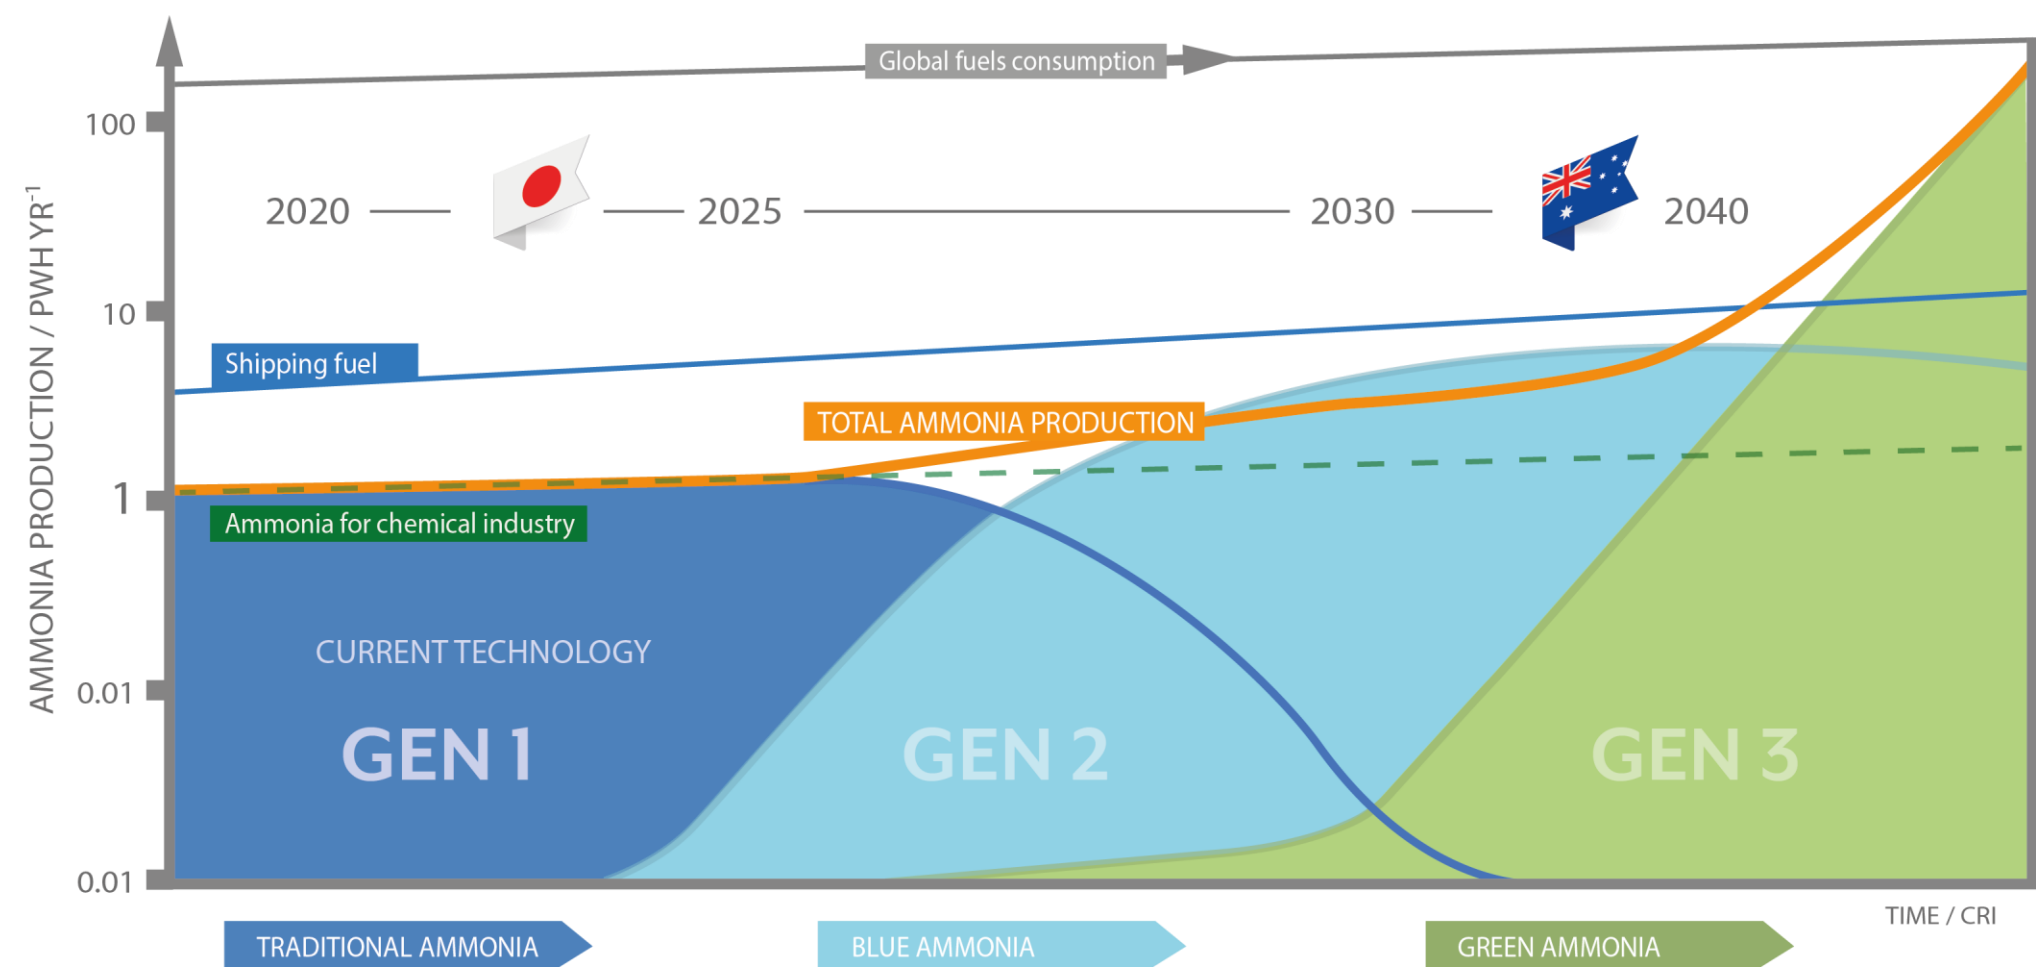 Global fuels consumption
100
2020
2025
2030
2040
10
Shipping fuel
TOTAL AMMONIA PRODUCTION
1
Ammonia for chemical industry
CURRENT TECHNOLOGY
0.01
GEN 1
GEN 2
GEN 3
0.01
AMMONIA PRODUCTION / PWH YR-1
TIME / CRI
TRADITIONAL AMMONIA
BLUE AMMONIA
GREEN AMMONIA